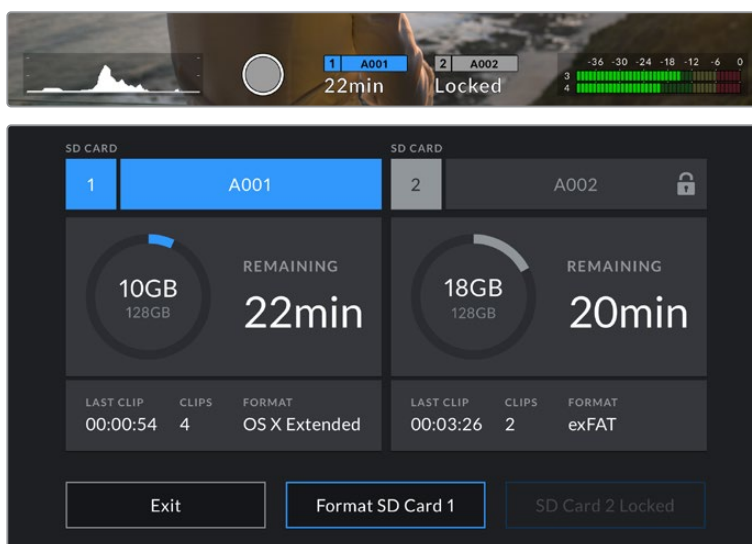 1 A001
22min
2 A002
Locked
-36 -30 -24 -18 -12 -6 0
3
4
SD CARD
1 A001
SD CARD
2 A002
10GB
128GB
REMAINING
22min
18GB
128GB
REMAINING
20min
LAST CLIP CLIPS FORMAT
00:00:54 4 OS X Extended
LAST CLIP CLIPS FORMAT
00:03:26 2 exFAT
Exit
Format SD Card 1
SD Card 2 Locked